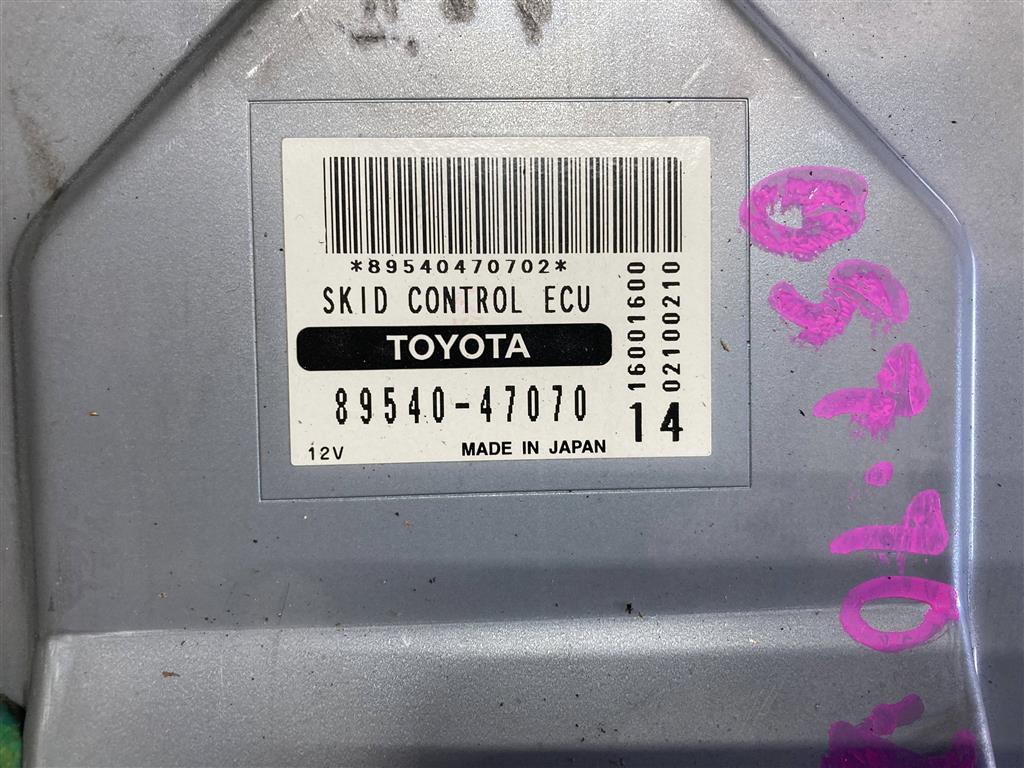 *89540470702*
SKID CONTROL ECU
TOYOTA
89540-47070
12V MADE IN JAPAN
16001600
02100210
14